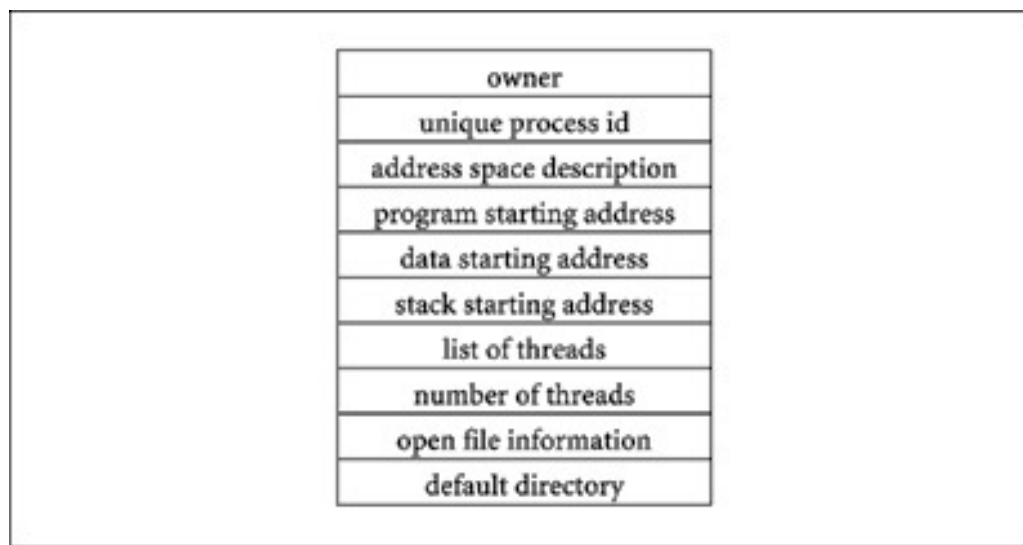 owner
unique process id
address space description
program starting address
data starting address
stack starting address
list of threads
number of threads
open file information
default directory